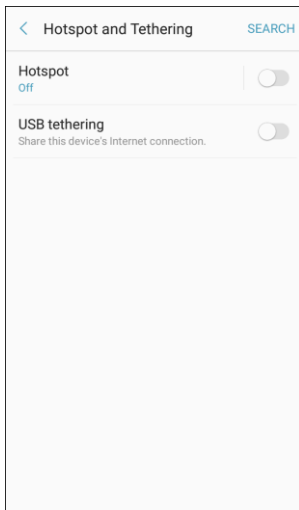 Hotspot and Tethering SEARCH
Hotspot
Off
USB tethering
Share this device's Internet connection.